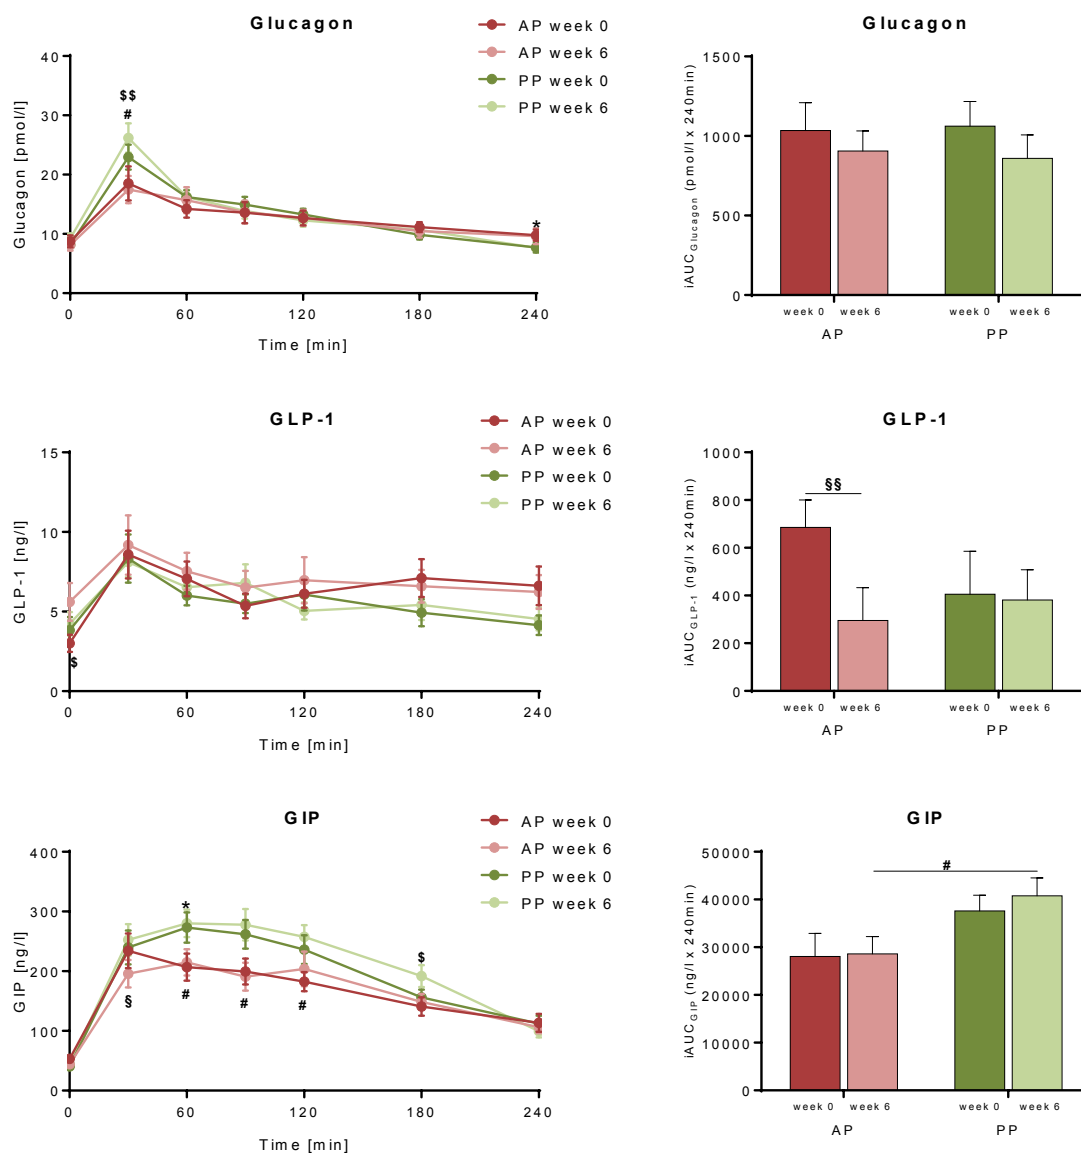 Glucagon
AP week 0
AP week 6
PP week 0
PP week 6
Glucagon [pmol/l]
40
30
20
10
0
$$
#
*
0 60 120 180 240
Time [min]
Glucagon
iAUCGlucagon (pmol/l x 240min)
1500
1000
500
0
week 0 week 6 week 0 week 6
AP PP
GLP-1
AP week 0
AP week 6
PP week 0
PP week 6
GLP-1 [ng/l]
15
10
5
0
$
0 60 120 180 240
Time [min]
GLP-1
iAUCGLP-1 (ng/l x 240min)
1000
800
600
400
200
0
§§
week 0 week 6 week 0 week 6
AP PP
GIP
AP week 0
AP week 6
PP week 0
PP week 6
GIP [ng/l]
400
300
200
100
0
*
$
§ # # #
0 60 120 180 240
Time [min]
GIP
iAUCGIP (ng/l x 240min)
50000
40000
30000
20000
10000
0
#
week 0 week 6 week 0 week 6
AP PP